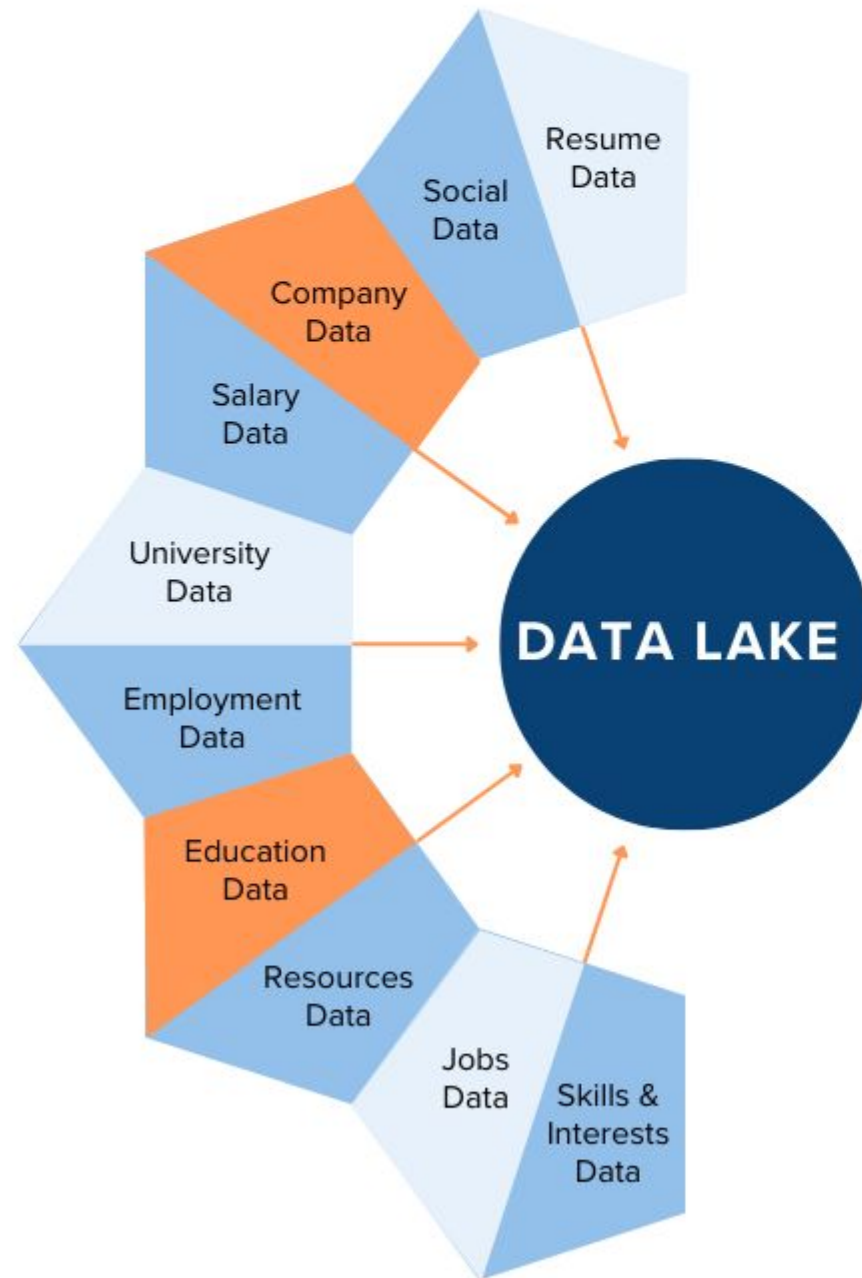 Resume
Data
Social
Data
Company
Data
Salary
Data
University
Data
DATA LAKE
Employment
Data
Education
Data
Resources
Data
Jobs
Data
Skills &
Interests
Data